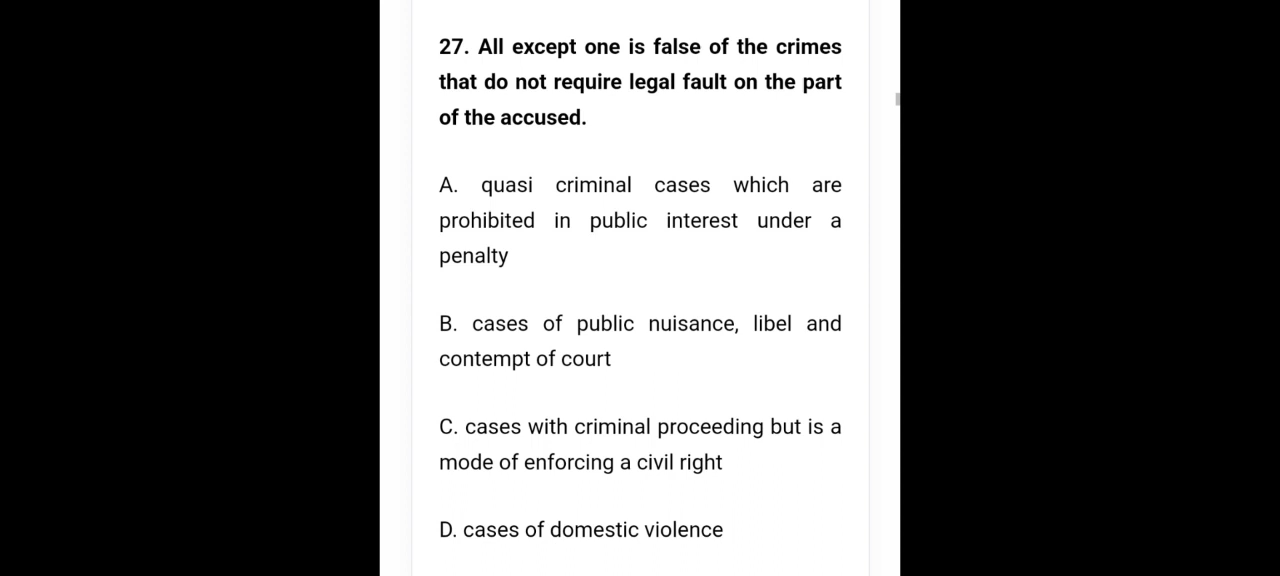 27. All except one is false of the crimes
that do not require legal fault on the part
of the accused.
A. quasi criminal cases which are
prohibited in public interest under a
penalty
B. cases of public nuisance, libel and
contempt of court
C. cases with criminal proceeding but is a
mode of enforcing a civil right
D. cases of domestic violence